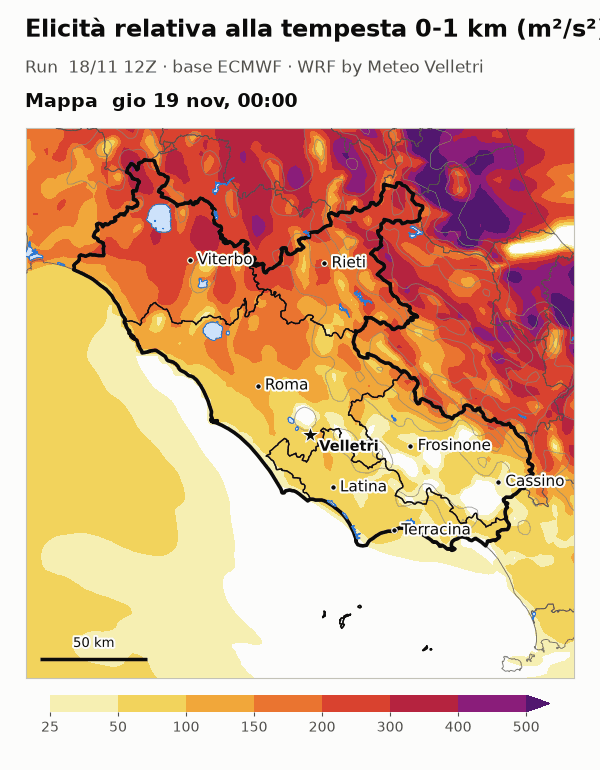 Elicità relativa alla tempesta 0-1 km (m²/s²)
Run 18/11 12Z · base ECMWF · WRF by Meteo Velletri
Mappa gio 19 nov, 00:00
Viterbo
Rieti
Roma
Velletri
Frosinone
Cassino
Latina
Terracina
50 km
25 50 100 150 200 300 400 500